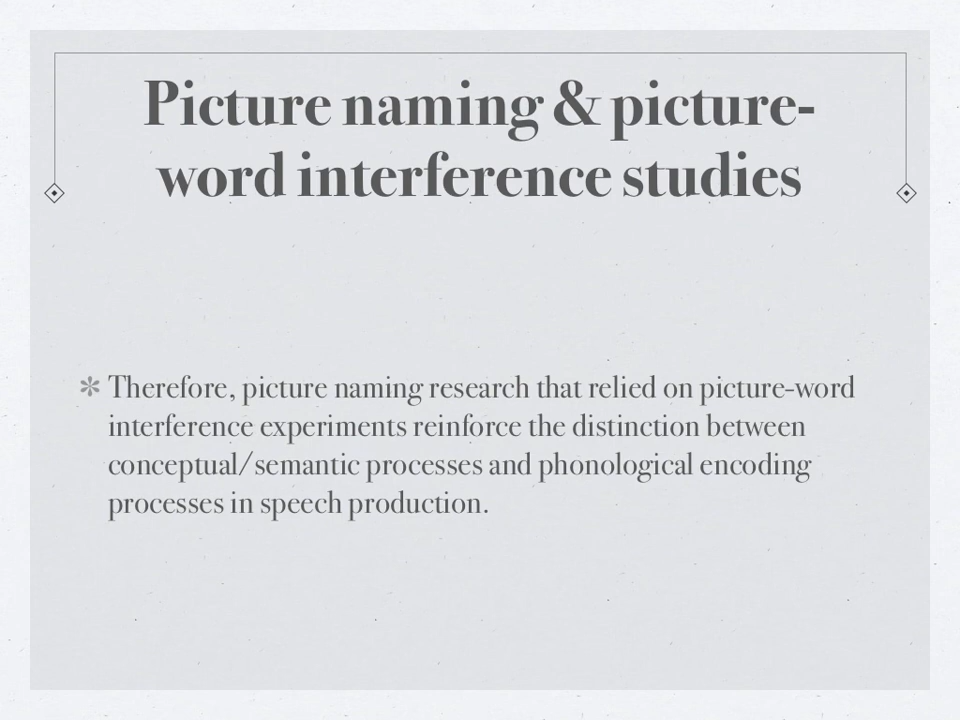 Picture naming & picture-
word interference studies
✻ Therefore, picture naming research that relied on picture-word
interference experiments reinforce the distinction between
conceptual/semantic processes and phonological encoding
processes in speech production.